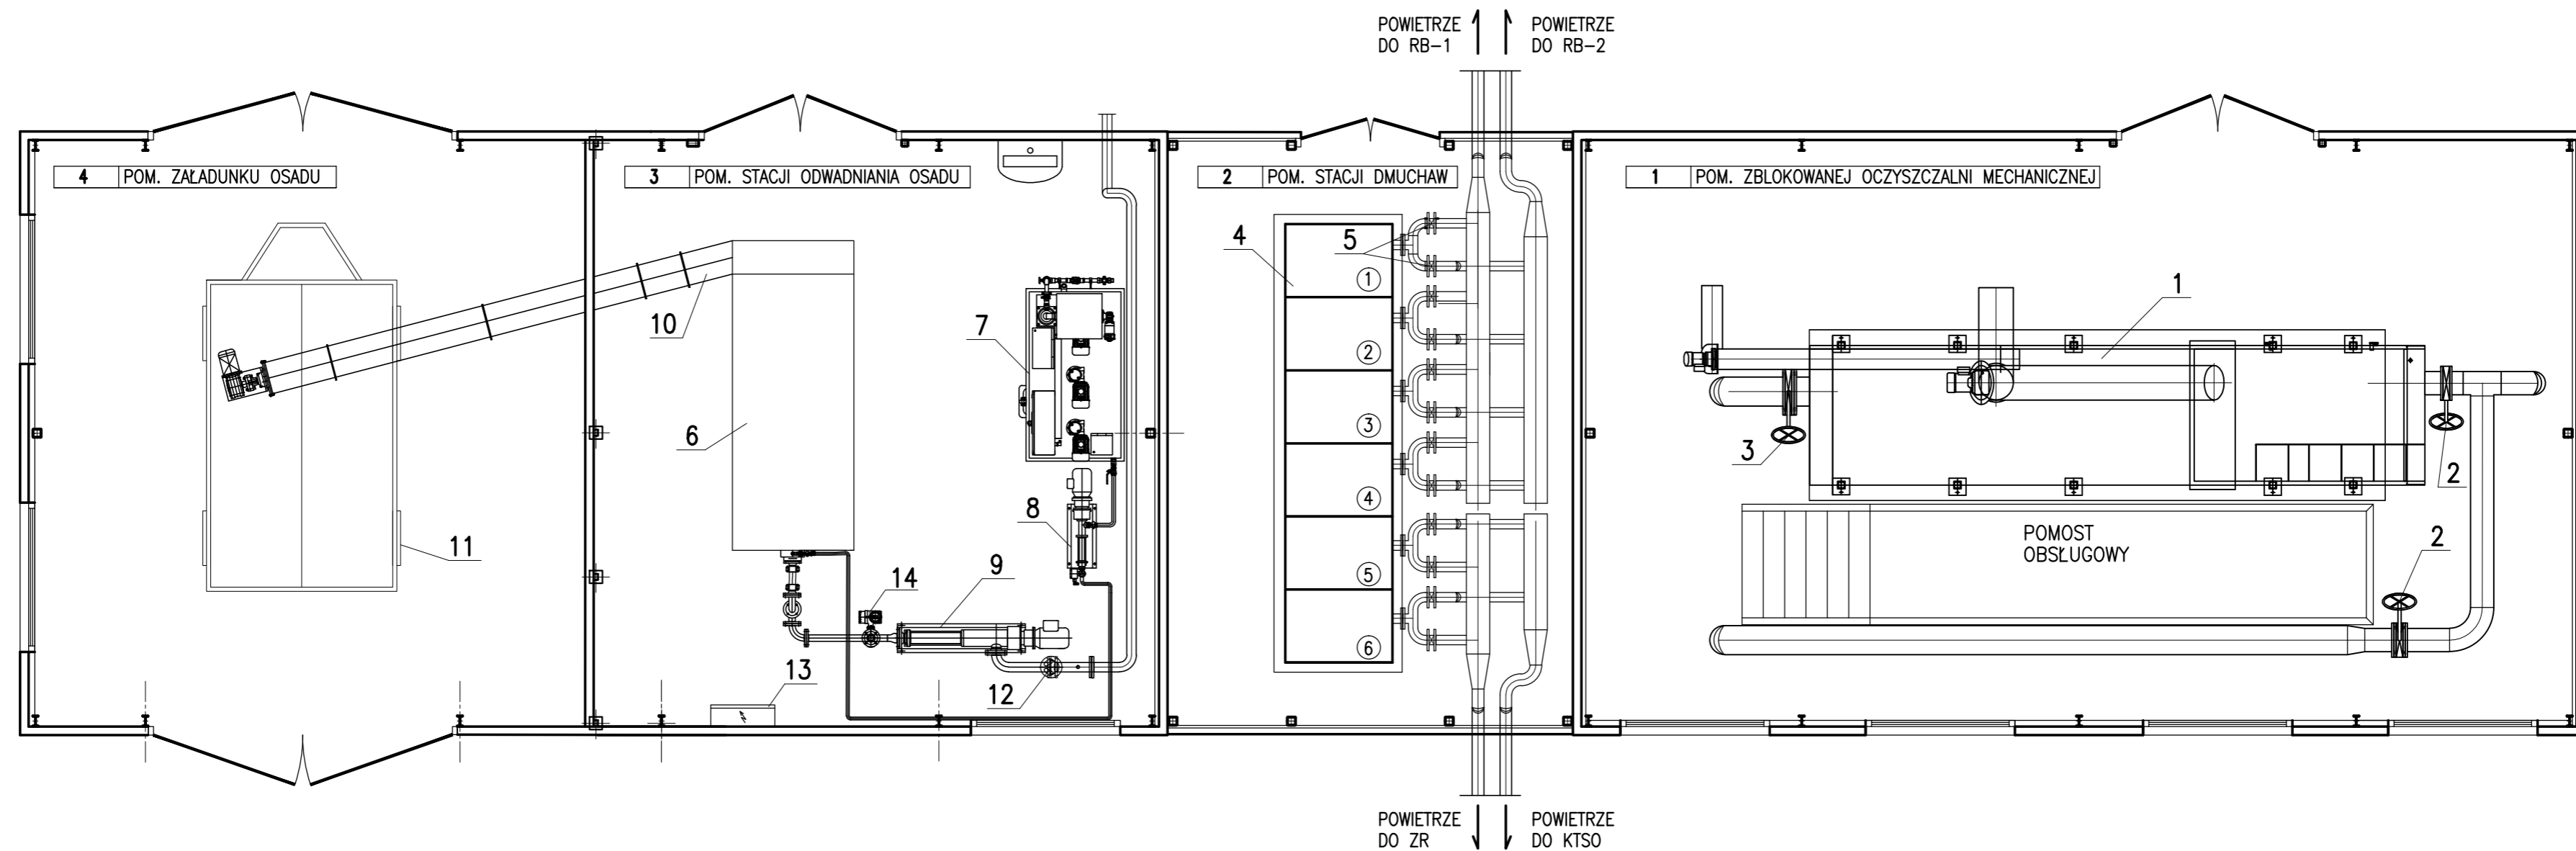 POWIETRZE
DO RB-1
POWIETRZE
DO RB-2
4 POM. ZAŁADUNKU OSADU
3 POM. STACJI ODWADNIANIA OSADU
2 POM. STACJI DMUCHAW
1 POM. ZBLOKOWANEJ OCZYSZCZALNI MECHANICZNEJ
4
5
1
1
10
7
2
6
3
3
2
4
8
11
14
9
5
POMOST
OBSŁUGOWY
2
6
13
12
POWIETRZE
DO ZR
POWIETRZE
DO KTSO